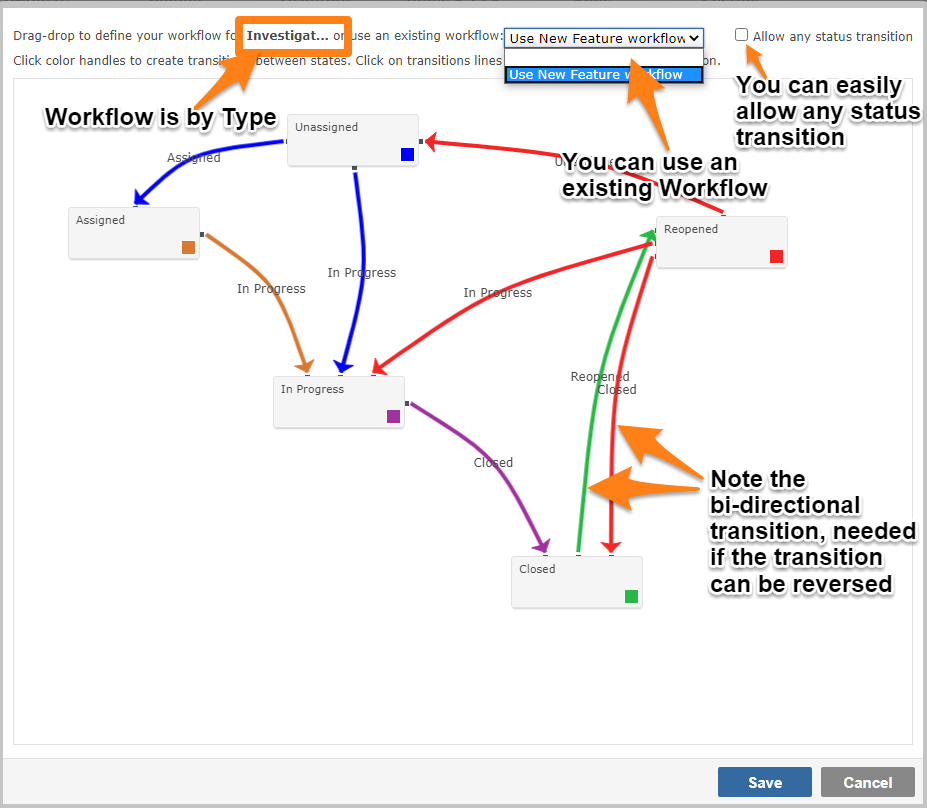 Drag-drop to define your workflow fo Investigat... or use an existing workflow: Use New Feature workflow Allow any status transition
Click color handles to create transiti between states. Click on transitions lines on.
Use New Feature workflow
You can easily
allow any status
transition
Workflow is by Type
Unassigned
Assigned
You can use an
existing Workflow
Assigned
Reopened
In Progress
In Progress
In Progress
Reopened
Closed
In Progress
Closed
Note the
bi-directional
transition, needed
if the transition
can be reversed
Closed
Save Cancel